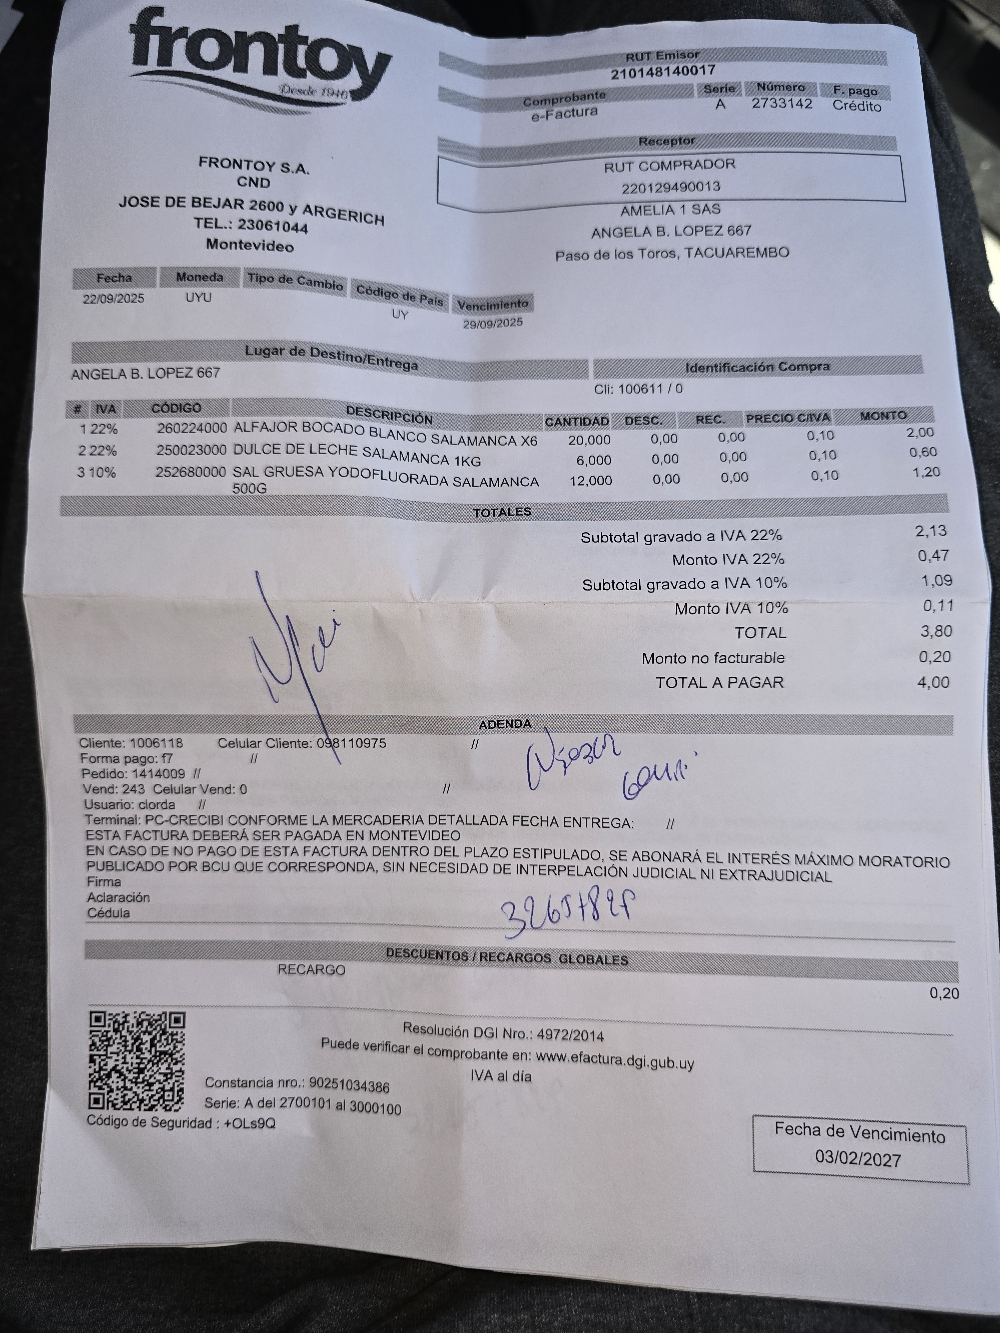 frontoy
Desde 1946
RUT Emisor
210148140017
Comprobante Serie Número F. pago
e-Factura A 2733142 Crédito
Receptor
RUT COMPRADOR
220129490013
AMELIA 1 SAS
ANGELA B. LOPEZ 667
Paso de los Toros, TACUAREMBO
FRONTOY S.A.
CND
JOSE DE BEJAR 2600 y ARGERICH
TEL.: 23061044
Montevideo
Fecha Moneda Tipo de Cambio Código de País Vencimiento
22/09/2025 UYU UY 29/09/2025
Lugar de Destino/Entrega Identificación Compra
ANGELA B. LOPEZ 667 Cli: 100611 / 0
# IVA CÓDIGO DESCRIPCIÓN CANTIDAD DESC. REC. PRECIO C/IVA MONTO
1 22% 260224000 ALFAJOR BOCADO BLANCO SALAMANCA X6 20,000 0,00 0,00 0,10 2,00
2 22% 250023000 DULCE DE LECHE SALAMANCA 1KG 6,000 0,00 0,00 0,10 0,60
3 10% 252680000 SAL GRUESA YODOFLUORADA SALAMANCA 12,000 0,00 0,00 0,10 1,20
500G
TOTALES
Subtotal gravado a IVA 22% 2,13
Monto IVA 22% 0,47
Subtotal gravado a IVA 10% 1,09
Monto IVA 10% 0,11
TOTAL 3,80
Monto no facturable 0,20
TOTAL A PAGAR 4,00
ADENDA
Cliente: 1006118 Celular Cliente: 098110975 //
Forma pago: f7 //
Pedido: 1414009 //
Vend: 243 Celular Vend: 0 //
Usuario: clorda //
Terminal: PC-CRECIBI CONFORME LA MERCADERIA DETALLADA FECHA ENTREGA: //
ESTA FACTURA DEBERÁ SER PAGADA EN MONTEVIDEO
EN CASO DE NO PAGO DE ESTA FACTURA DENTRO DEL PLAZO ESTIPULADO, SE ABONARÁ EL INTERÉS MÁXIMO MORATORIO
PUBLICADO POR BCU QUE CORRESPONDA, SIN NECESIDAD DE INTERPELACIÓN JUDICIAL NI EXTRAJUDICIAL
Firma
Aclaración
Cédula
DESCUENTOS / RECARGOS GLOBALES
RECARGO 0,20
Resolución DGI Nro.: 4972/2014
Puede verificar el comprobante en: www.efactura.dgi.gub.uy
IVA al día
Constancia nro.: 90251034386
Serie: A del 2700101 al 3000100
Código de Seguridad : +OLs9Q
Fecha de Vencimiento
03/02/2027